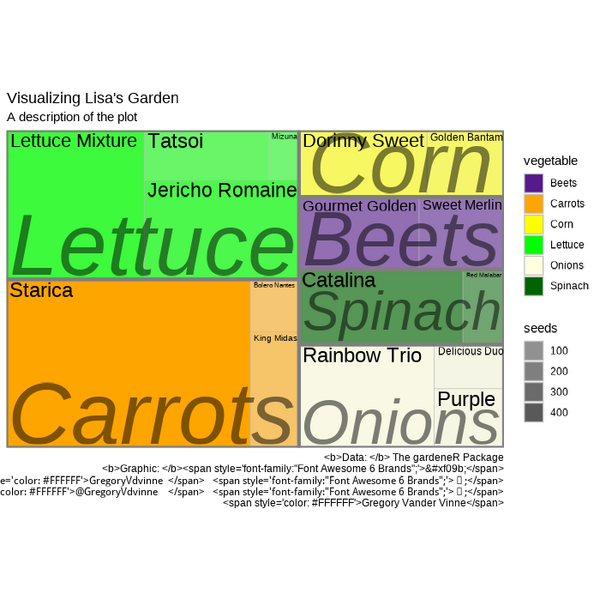 Visualizing Lisa's Garden
A description of the plot
Lettuce Mixture
Tatsoi
Mizuna
Jericho Romaine
Lettuce
Dorinny Sweet
Golden Bantam
Corn
Gourmet Golden
Sweet Merlin
Beets
Catalina
Red Malabar
Spinach
Starica
Bolero Nantes
King Midas
Carrots
Rainbow Trio
Delicious Duo
Purple
Onions
vegetable
Beets
Carrots
Corn
Lettuce
Onions
Spinach
seeds
100
200
300
400
<b>Data: </b> The gardeneR Package
<b>Graphic: </b><span style='font-family:"Font Awesome 6 Brands";'>&#xf09b;</span>
e='color: #FFFFFF'>GregoryVdvinne </span> <span style='font-family:"Font Awesome 6 Brands";'>  ;</span>
color: #FFFFFF'>@GregoryVdvinne </span> <span style='font-family:"Font Awesome 6 Brands";'>  ;</span>
<span style='color: #FFFFFF'>Gregory Vander Vinne</span>